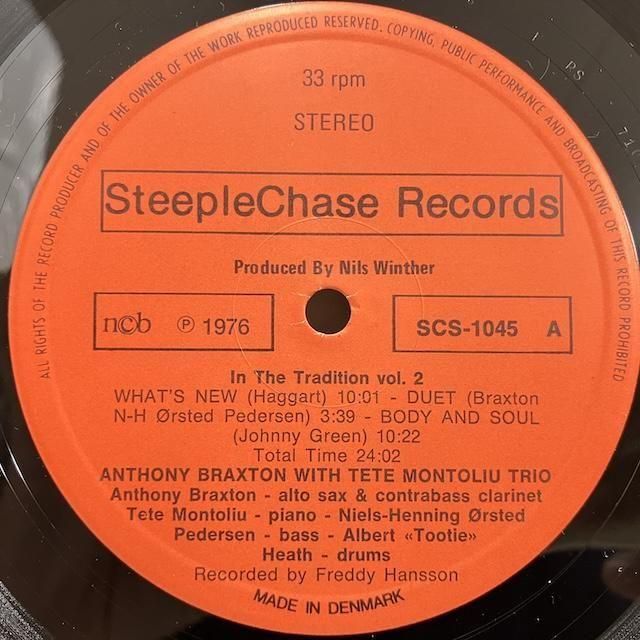 ALL RIGHTS OF THE RECORD PRODUCER AND OF THE OWNER OF THE WORK REPRODUCED RESERVED. COPYING, PUBLIC PERFORMANCE AND BROADCASTING OF THIS RECORD PROHIBITED
33 rpm
STEREO
SteepleChase Records
Produced By Nils Winther
n©b ℗ 1976
SCS-1045 A
In The Tradition vol. 2
WHAT'S NEW (Haggart) 10:01 - DUET (Braxton
N-H Ørsted Pedersen) 3:39 - BODY AND SOUL
(Johnny Green) 10:22
Total Time 24:02
ANTHONY BRAXTON WITH TETE MONTOLIU TRIO
Anthony Braxton - alto sax & contrabass clarinet
Tete Montoliu - piano - Niels-Henning Ørsted
Pedersen - bass - Albert «Tootie»
Heath - drums
Recorded by Freddy Hansson
MADE IN DENMARK